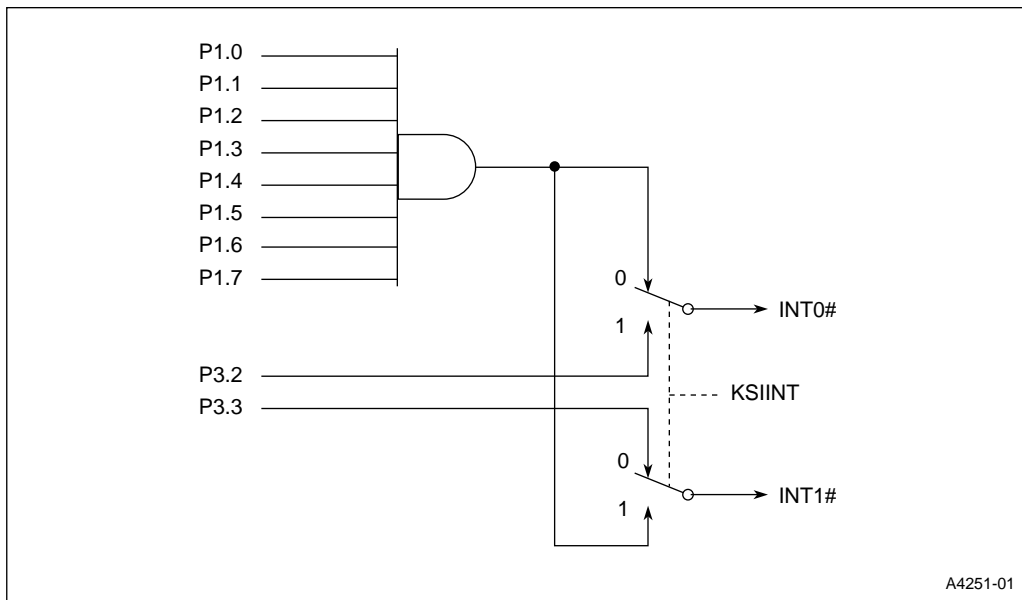 P1.0
P1.1
P1.2
P1.3
P1.4
P1.5
P1.6
P1.7
0
INT0#
1
P3.2
KSIINT
P3.3
0
INT1#
1
A4251-01